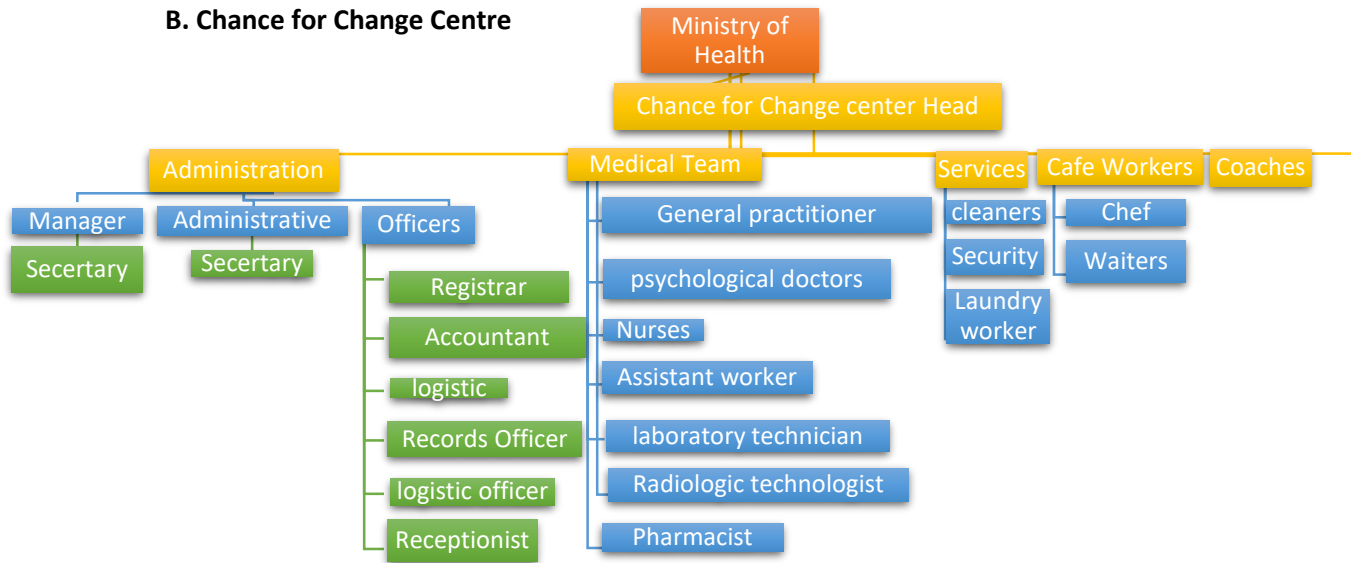 B. Chance for Change Centre
Ministry of
Health
Chance for Change center Head
Administration
Medical Team
Services
Cafe Workers
Coaches
Manager
Administrative
Officers
Secertary
Secertary
Registrar
Accountant
logistic
Records Officer
logistic officer
Receptionist
General practitioner
psychological doctors
Nurses
Assistant worker
laboratory technician
Radiologic technologist
Pharmacist
cleaners
Security
Laundry
worker
Chef
Waiters